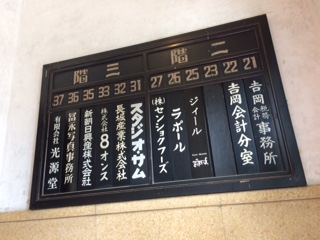 三階
二階
21
22
23
25
26
27
31
32
33
35
36
37
吉岡税務会計事務所
吉岡会計分室
ジィール
ラポール
(株)センショクフーズ
スタジオサム
長坂産業株式会社
株式会社8オンス
新朝日興産株式会社
冨永写真事務所
有限会社光源堂